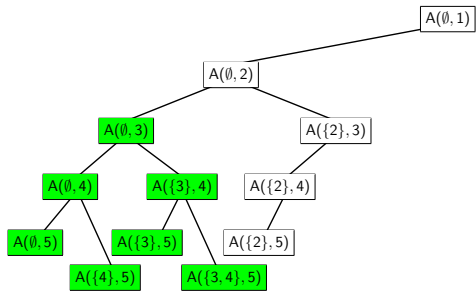 A(∅, 1)
A(∅, 2)
A(∅, 3)
A({2}, 3)
A(∅, 4)
A({3}, 4)
A({2}, 4)
A(∅, 5)
A({3}, 5)
A({2}, 5)
A({4}, 5)
A({3, 4}, 5)